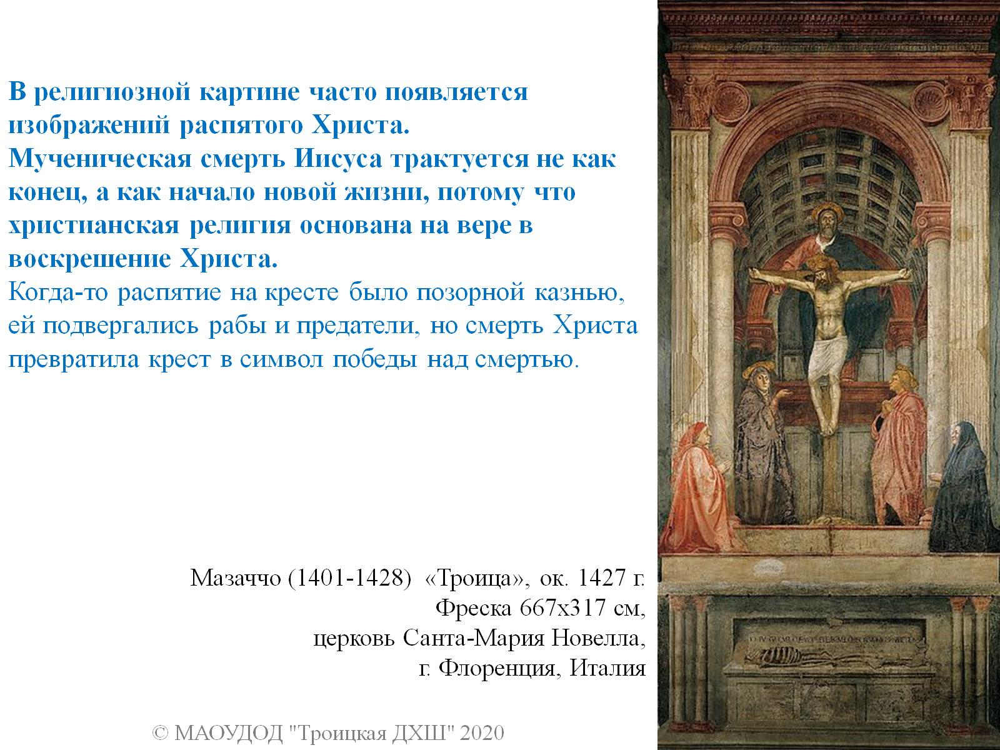 В религиозной картине часто появляется
изображений распятого Христа.
Мученическая смерть Иисуса трактуется не как
конец, а как начало новой жизни, потому что
христианская религия основана на вере в
воскрешение Христа.
Когда-то распятие на кресте было позорной казнью,
ей подвергались рабы и предатели, но смерть Христа
превратила крест в символ победы над смертью.
Мазаччо (1401-1428) «Троица», ок. 1427 г.
Фреска 667х317 см,
церковь Санта-Мария Новелла,
г. Флоренция, Италия
© МАОУДОД "Троицкая ДХШ" 2020